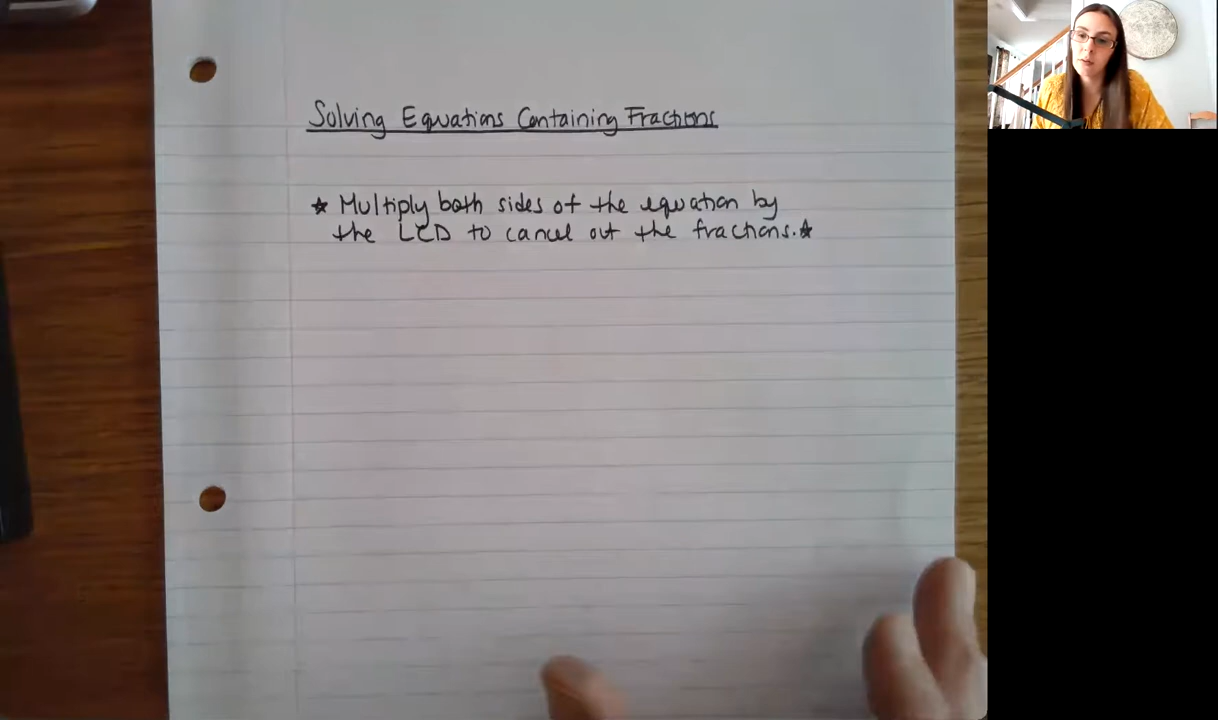 Solving Equations Containing Fractions
★ Multiply both sides of the equation by
the LCD to cancel out the fractions.★